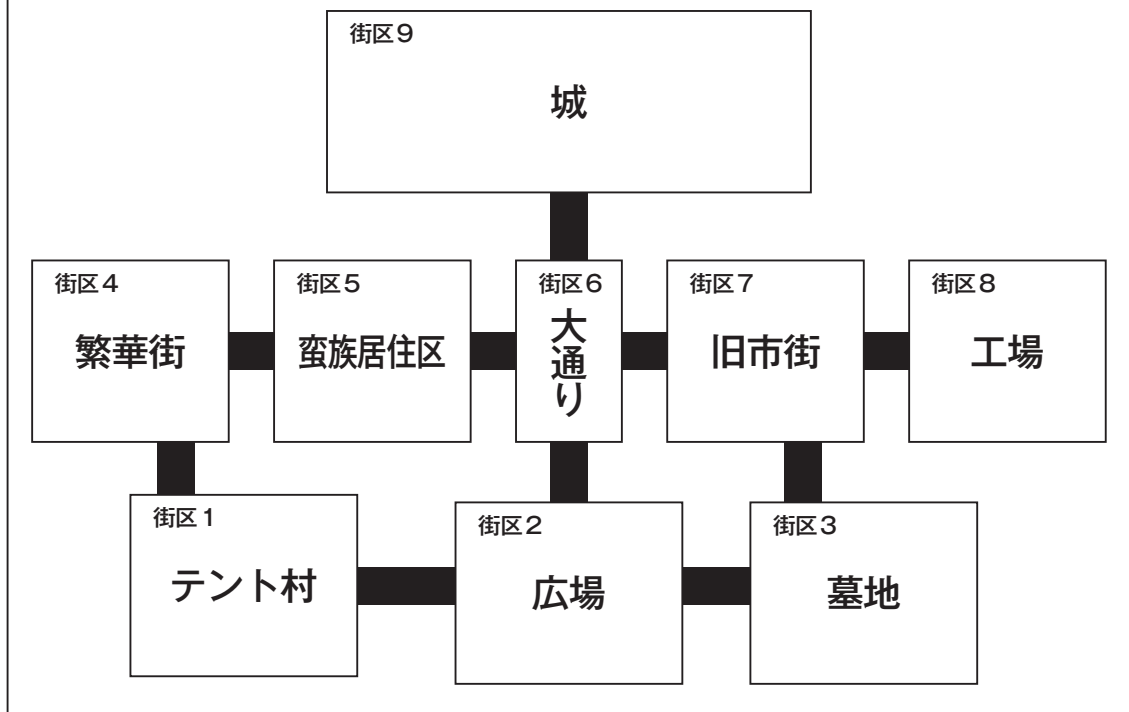 街区9
城
街区4
繁華街
街区5
蛮族居住区
街区6
大通り
街区7
旧市街
街区8
工場
街区1
テント村
街区2
広場
街区3
墓地